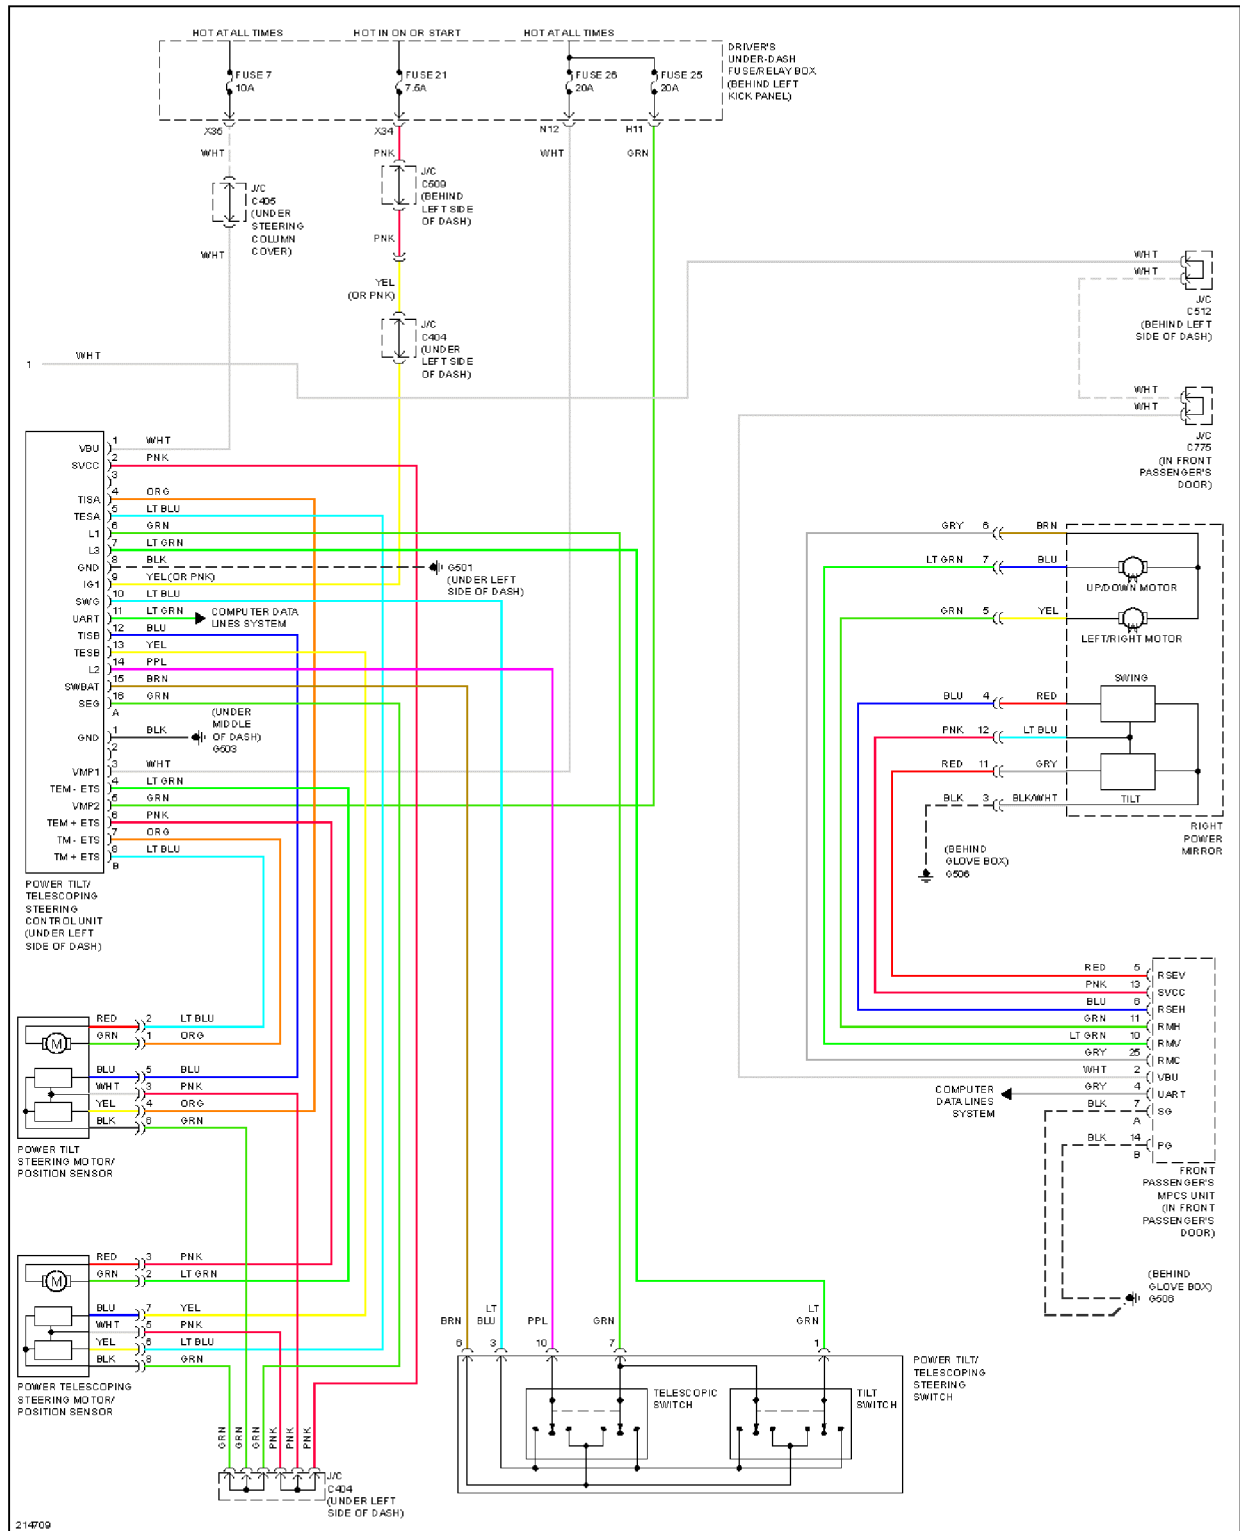 HOT AT ALL TIMES
HOT IN ON OR START
HOT AT ALL TIMES
DRIVER'S
UNDER-DASH
FUSE/RELAY BOX
(BEHIND LEFT
KICK PANEL)
FUSE 7
10A
FUSE 21
7.5A
FUSE 26
20A
FUSE 25
20A
X35
X34
N12
H11
WHT
PNK
WHT
GRN
J/C
C405
(UNDER
STEERING
COLUMN
COVER)
J/C
C509
(BEHIND
LEFT SIDE
OF DASH)
WHT
PNK
YEL
(OR PNK)
J/C
C404
(UNDER
LEFT SIDE
OF DASH)
1
WHT
WHT
WHT
J/C
C512
(BEHIND LEFT
SIDE OF DASH)
WHT
WHT
J/C
C775
(IN FRONT
PASSENGER'S
DOOR)
VBU 1 WHT
SVCC 2 PNK
3
TISA 4 ORG
TESA 5 LT BLU
L1 6 GRN
L3 7 LT GRN
GND 8 BLK
IG1 9 YEL(OR PNK)
SWG 10 LT BLU
UART 11 LT GRN
TISB 12 BLU
TESB 13 YEL
L2 14 PPL
SWBAT 15 BRN
SEG 16 GRN
A
GND 1 BLK
2
VMP1 3 WHT
TEM - ETS 4 LT GRN
VMP2 5 GRN
TEM + ETS 6 PNK
TM - ETS 7 ORG
TM + ETS 8 LT BLU
B
POWER TILT/
TELESCOPING
STEERING
CONTROL UNIT
(UNDER LEFT
SIDE OF DASH)
G501
(UNDER LEFT
SIDE OF DASH)
COMPUTER DATA
LINES SYSTEM
(UNDER
MIDDLE
OF DASH)
G503
GRY 6 BRN
LT GRN 7 BLU
UP/DOWN MOTOR
GRN 5 YEL
LEFT/RIGHT MOTOR
SWING
BLU 4 RED
PNK 12 LT BLU
RED 11 GRY
BLK 3 BLK/WHT
TILT
RIGHT
POWER
MIRROR
(BEHIND
GLOVE BOX)
G506
RED 5 RSEV
PNK 13 SVCC
BLU 6 RSEH
GRN 11 RMH
LT GRN 10 RMV
GRY 25 RMC
WHT 2 VBU
GRY 4 UART
BLK 7 SG
A
BLK 14 PG
B
COMPUTER
DATA LINES
SYSTEM
FRONT
PASSENGER'S
MPCS UNIT
(IN FRONT
PASSENGER'S
DOOR)
(BEHIND
GLOVE BOX)
G506
RED 2 LT BLU
GRN 1 ORG
M
BLU 5 BLU
WHT 3 PNK
YEL 4 ORG
BLK 6 GRN
POWER TILT
STEERING MOTOR/
POSITION SENSOR
RED 3 PNK
GRN 2 LT GRN
M
BLU 7 YEL
WHT 5 PNK
YEL 6 LT BLU
BLK 8 GRN
POWER TELESCOPING
STEERING MOTOR/
POSITION SENSOR
GRN
GRN
GRN
PNK
PNK
PNK
J/C
C404
(UNDER LEFT
SIDE OF DASH)
BRN
LT
BLU
PPL
GRN
LT
GRN
6
3
10
7
1
TELESCOPIC
SWITCH
TILT
SWITCH
POWER TILT/
TELESCOPING
STEERING
SWITCH
214709